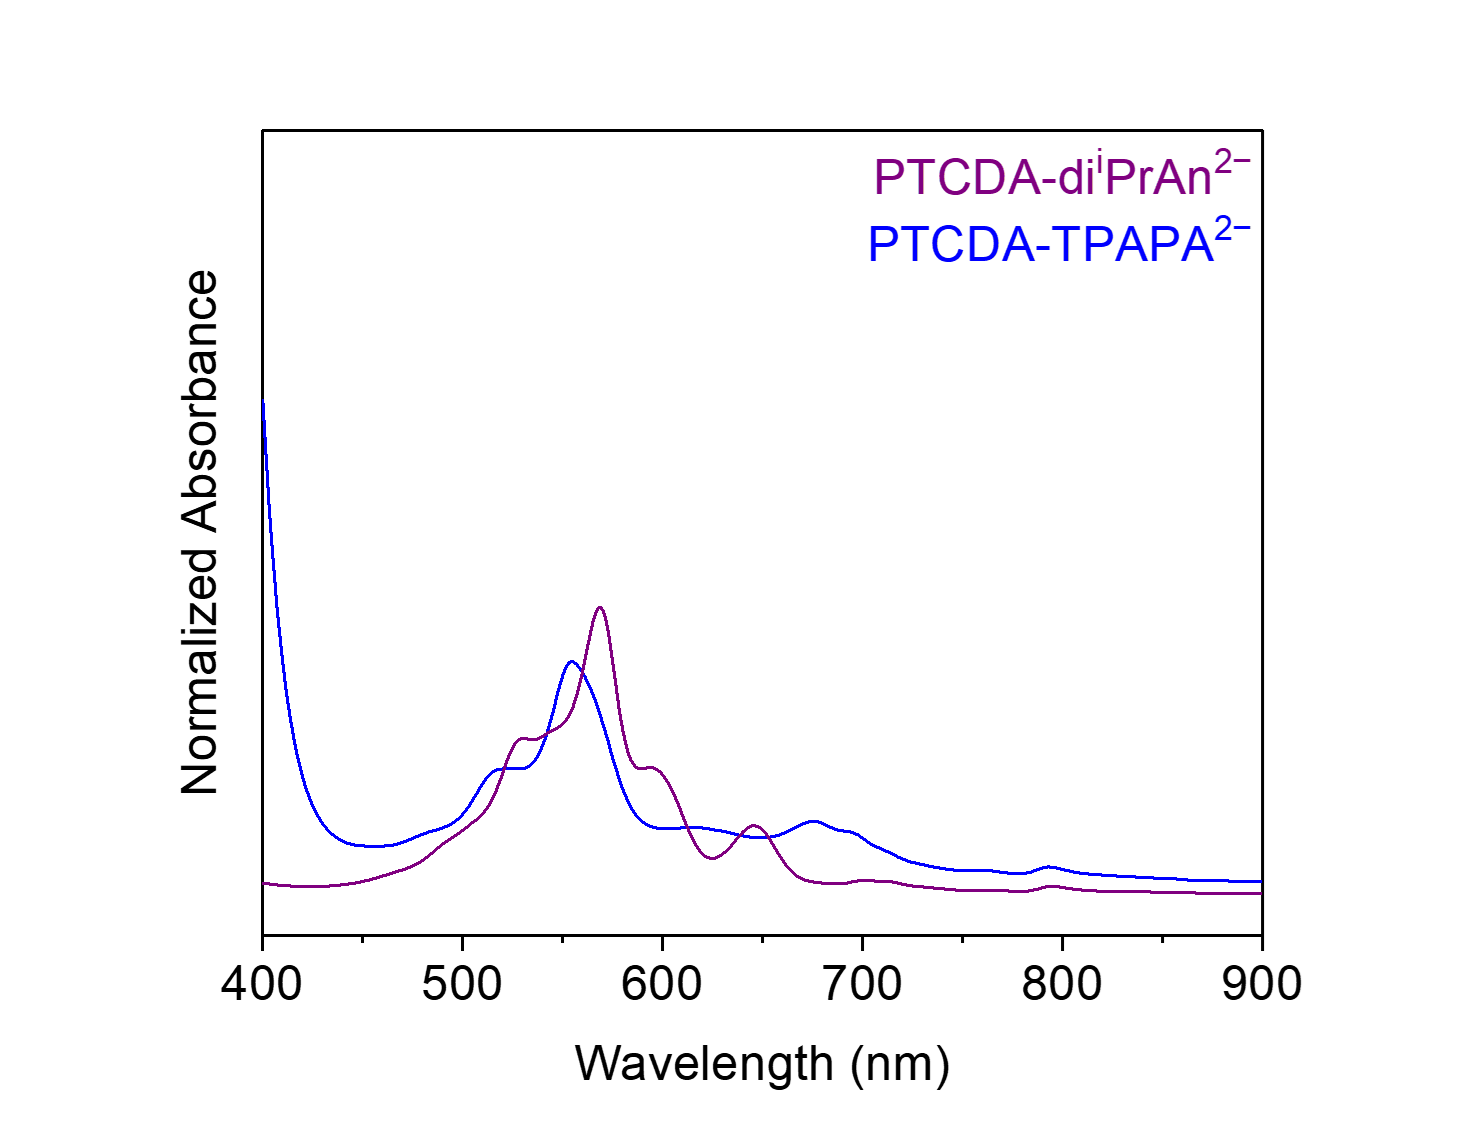 PTCDA-diⁱPrAn²⁻
PTCDA-TPAPA²⁻
Normalized Absorbance
400 500 600 700 800 900
Wavelength (nm)